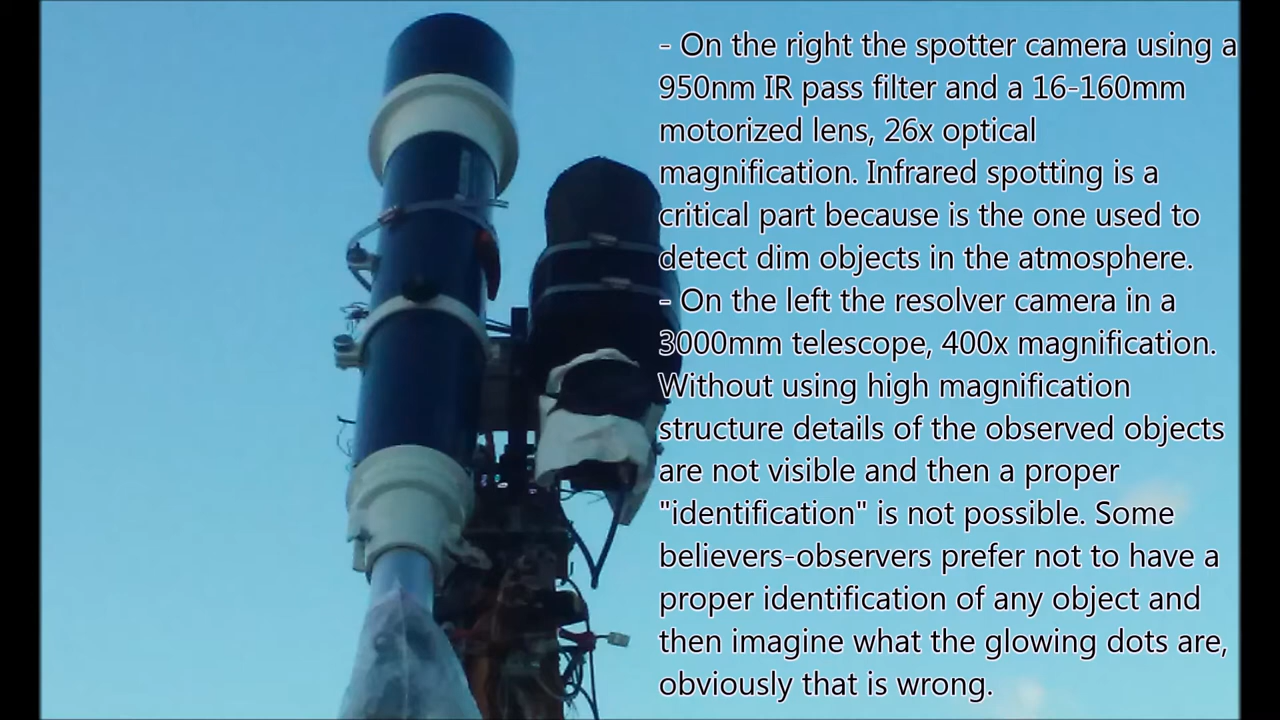 - On the right the spotter camera using a
950nm IR pass filter and a 16-160mm
motorized lens, 26x optical
magnification. Infrared spotting is a
critical part because is the one used to
detect dim objects in the atmosphere.
- On the left the resolver camera in a
3000mm telescope, 400x magnification.
Without using high magnification
structure details of the observed objects
are not visible and then a proper
"identification" is not possible. Some
believers-observers prefer not to have a
proper identification of any object and
then imagine what the glowing dots are,
obviously that is wrong.